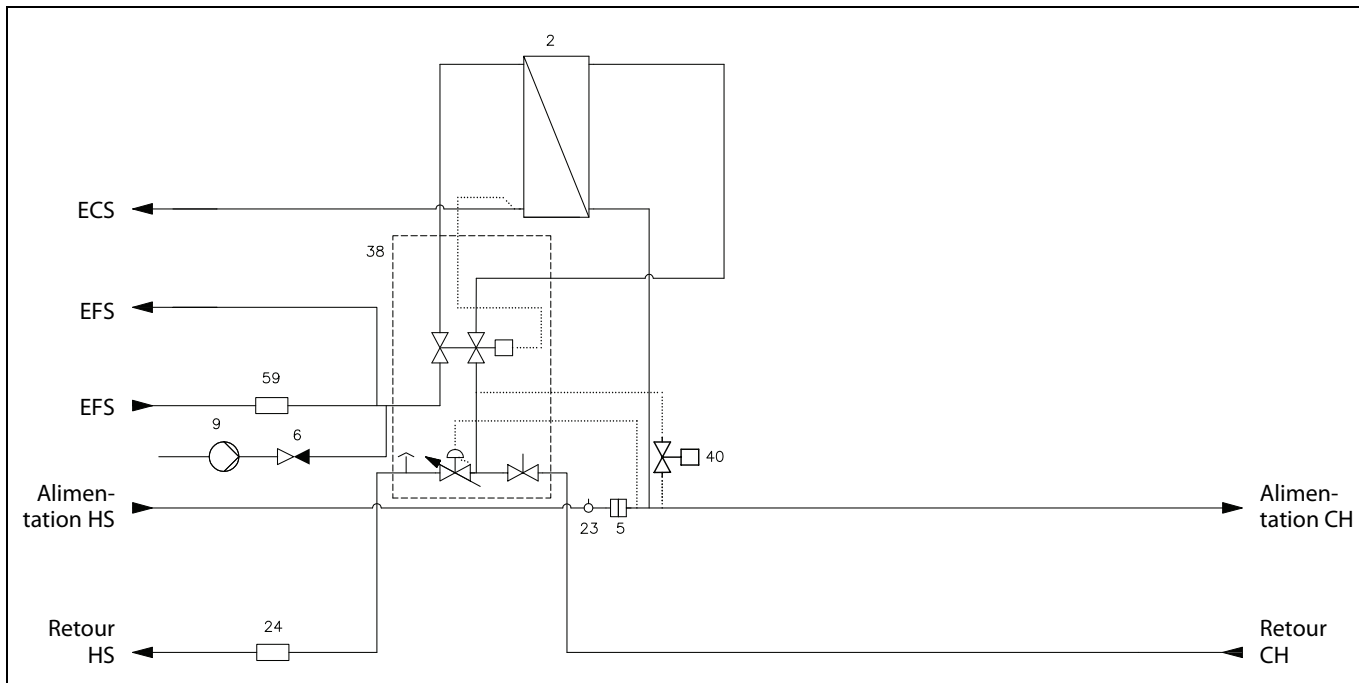 2
ECS
38
EFS
59
EFS
9
6
40
Alimen-
tation HS
23
5
Alimen-
tation CH
Retour
HS
24
Retour
CH